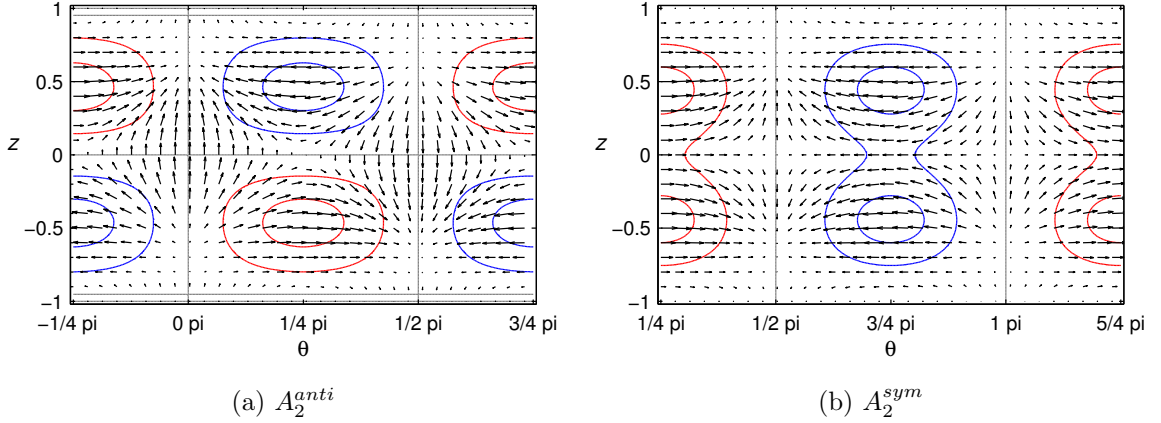 1
0.5
z
0
−0.5
−1
−1/4 pi
0 pi
1/4 pi
1/2 pi
3/4 pi
θ
(a) A_2^{anti}
1
0.5
z
0
−0.5
−1
1/4 pi
1/2 pi
3/4 pi
1 pi
5/4 pi
θ
(b) A_2^{sym}